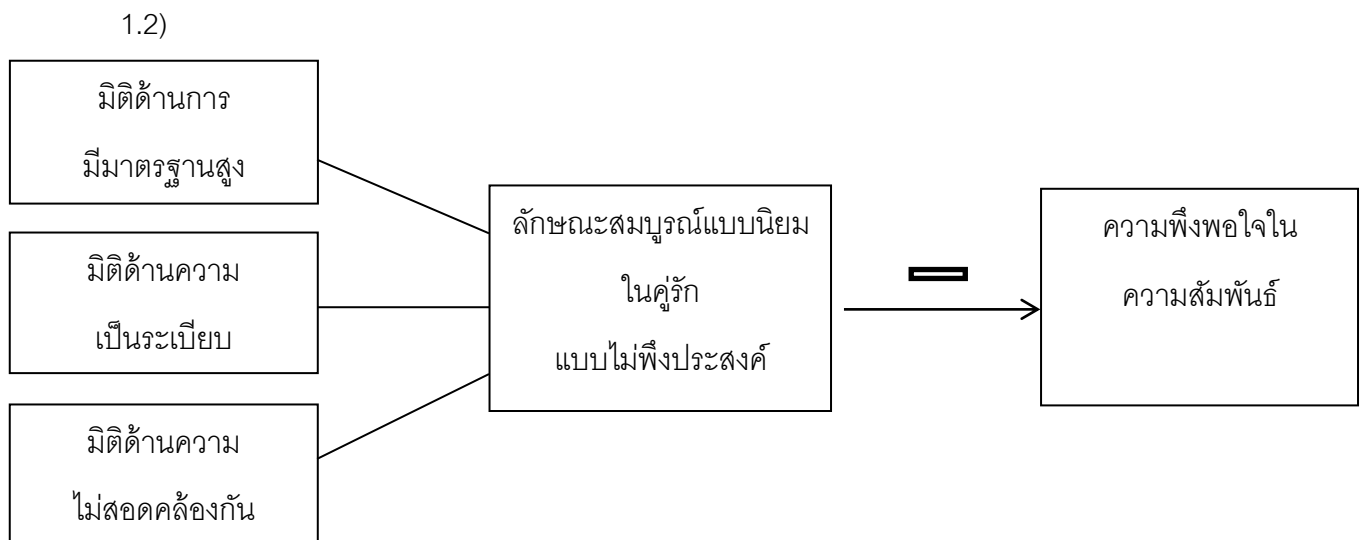 1.2)
มิติด้านการ
มีมาตรฐานสูง
มิติด้านความ
เป็นระเบียบ
มิติด้านความ
ไม่สอดคล้องกัน
ลักษณะสมบูรณ์แบบนิยม
ในคู่รัก
แบบไม่พึงประสงค์
ความพึงพอใจใน
ความสัมพันธ์